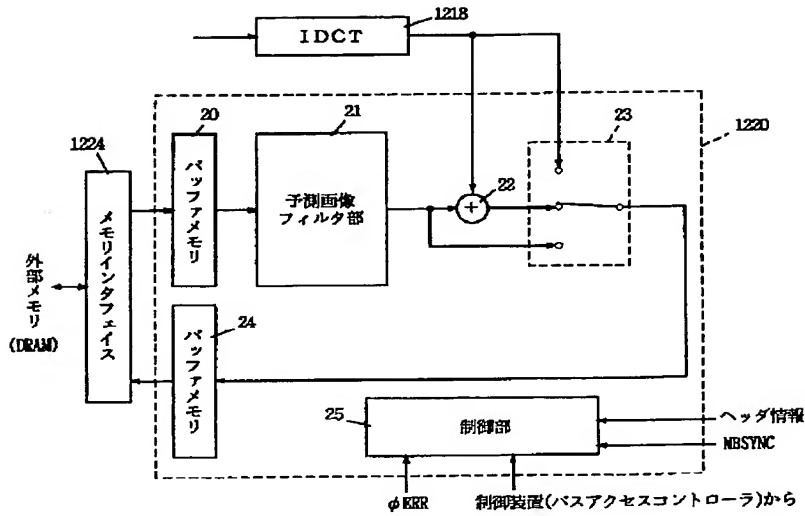 1218
IDCT
20
21
23
1220
1224
メモリインタフェイス
バッファメモリ
予測画像
フィルタ部
+
22
外部メモリ
(DRAM)
24
バッファメモリ
25
制御部
ヘッダ情報
MBSYNC
φERR
制御装置(バスアクセスコントローラ)から